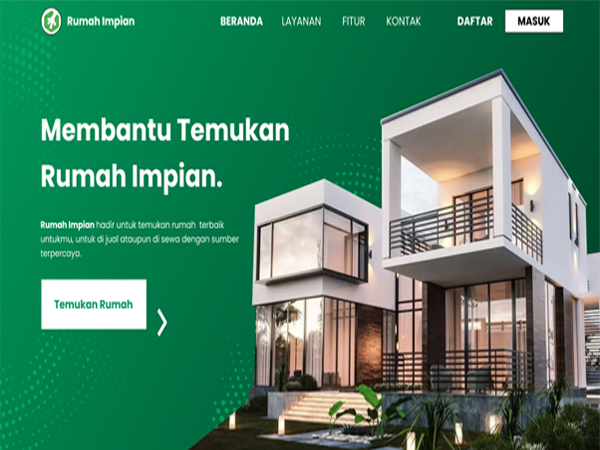 Rumah Impian
BERANDA LAYANAN FITUR KONTAK DAFTAR MASUK
Membantu Temukan
Rumah Impian.
Rumah Impian hadir untuk temukan rumah terbaik
untukmu, untuk di jual ataupun di sewa dengan sumber
terpercaya.
Temukan Rumah